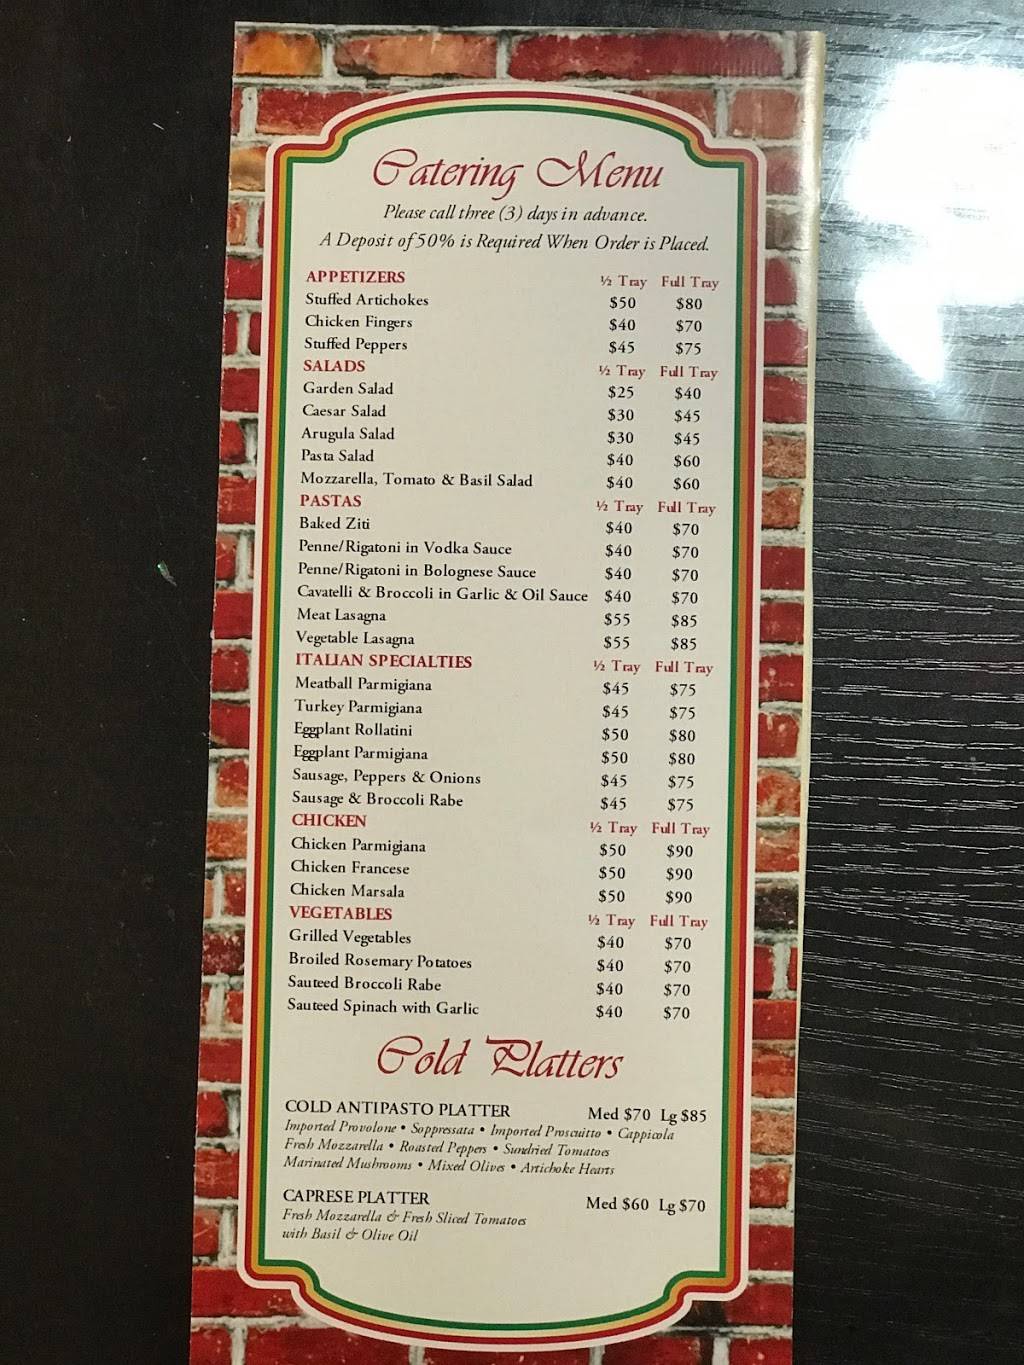 Catering Menu
Please call three (3) days in advance.
A Deposit of 50% is Required When Order is Placed.
APPETIZERS ½ Tray Full Tray
Stuffed Artichokes $50 $80
Chicken Fingers $40 $70
Stuffed Peppers $45 $75
SALADS ½ Tray Full Tray
Garden Salad $25 $40
Caesar Salad $30 $45
Arugula Salad $30 $45
Pasta Salad $40 $60
Mozzarella, Tomato & Basil Salad $40 $60
PASTAS ½ Tray Full Tray
Baked Ziti $40 $70
Penne/Rigatoni in Vodka Sauce $40 $70
Penne/Rigatoni in Bolognese Sauce $40 $70
Cavatelli & Broccoli in Garlic & Oil Sauce $40 $70
Meat Lasagna $55 $85
Vegetable Lasagna $55 $85
ITALIAN SPECIALTIES ½ Tray Full Tray
Meatball Parmigiana $45 $75
Turkey Parmigiana $45 $75
Eggplant Rollatini $50 $80
Eggplant Parmigiana $50 $80
Sausage, Peppers & Onions $45 $75
Sausage & Broccoli Rabe $45 $75
CHICKEN ½ Tray Full Tray
Chicken Parmigiana $50 $90
Chicken Francese $50 $90
Chicken Marsala $50 $90
VEGETABLES ½ Tray Full Tray
Grilled Vegetables $40 $70
Broiled Rosemary Potatoes $40 $70
Sauteed Broccoli Rabe $40 $70
Sauteed Spinach with Garlic $40 $70
Cold Platters
COLD ANTIPASTO PLATTER Med $70 Lg $85
Imported Provolone • Soppressata • Imported Proscuitto • Cappicola
Fresh Mozzarella • Roasted Peppers • Sundried Tomatoes
Marinated Mushrooms • Mixed Olives • Artichoke Hearts
CAPRESE PLATTER Med $60 Lg $70
Fresh Mozzarella & Fresh Sliced Tomatoes
with Basil & Olive Oil